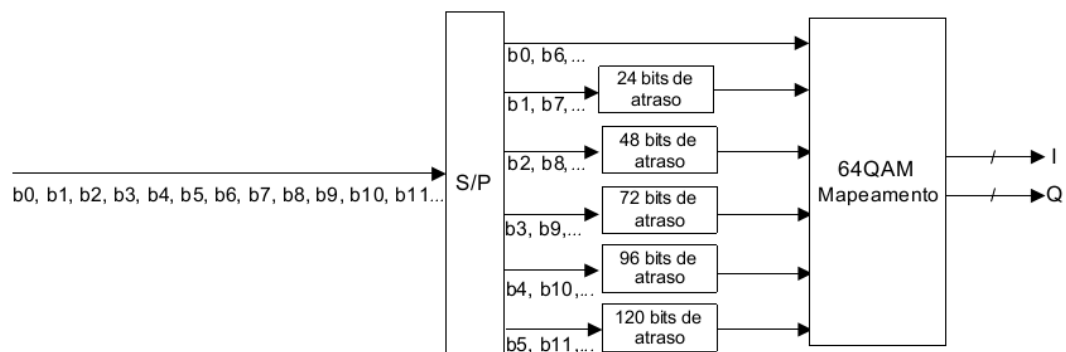 b0, b1, b2, b3, b4, b5, b6, b7, b8, b9, b10, b11...
S/P
b0, b6,...
b1, b7,...
24 bits de
atraso
b2, b8,...
48 bits de
atraso
b3, b9,...
72 bits de
atraso
b4, b10,...
96 bits de
atraso
b5, b11,...
120 bits de
atraso
64QAM
Mapeamento
I
Q